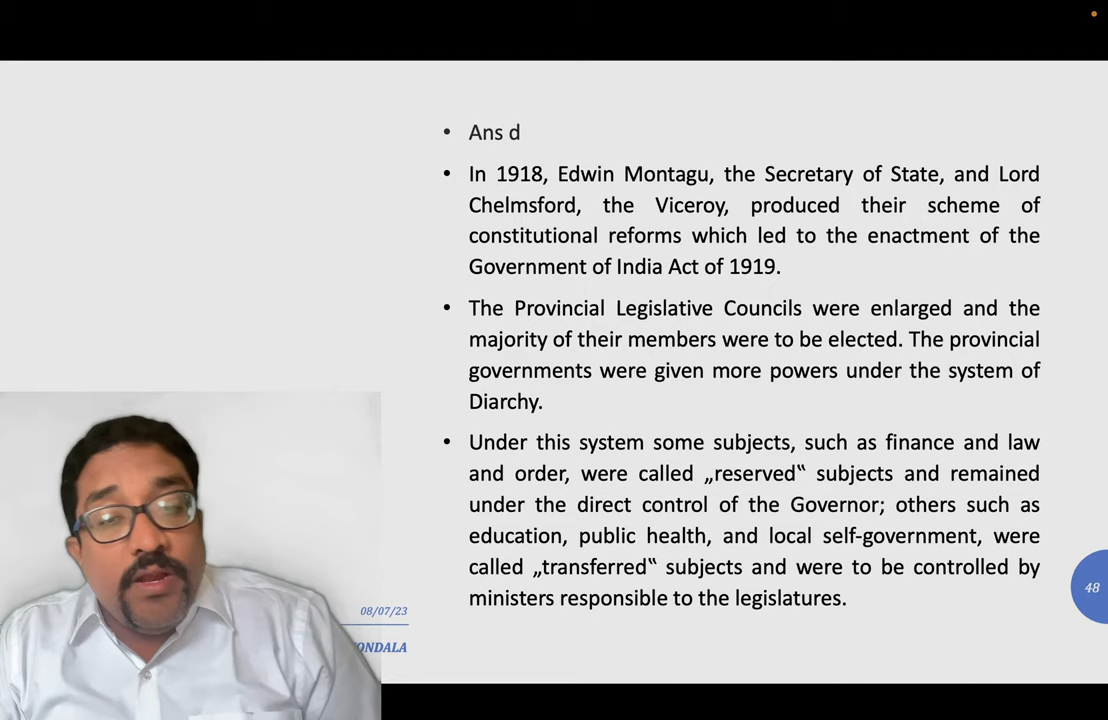 • Ans d
• In 1918, Edwin Montagu, the Secretary of State, and Lord
Chelmsford, the Viceroy, produced their scheme of
constitutional reforms which led to the enactment of the
Government of India Act of 1919.
• The Provincial Legislative Councils were enlarged and the
majority of their members were to be elected. The provincial
governments were given more powers under the system of
Diarchy.
• Under this system some subjects, such as finance and law
and order, were called „reserved‟ subjects and remained
under the direct control of the Governor; others such as
education, public health, and local self-government, were
called „transferred‟ subjects and were to be controlled by
ministers responsible to the legislatures.
48
08/07/23